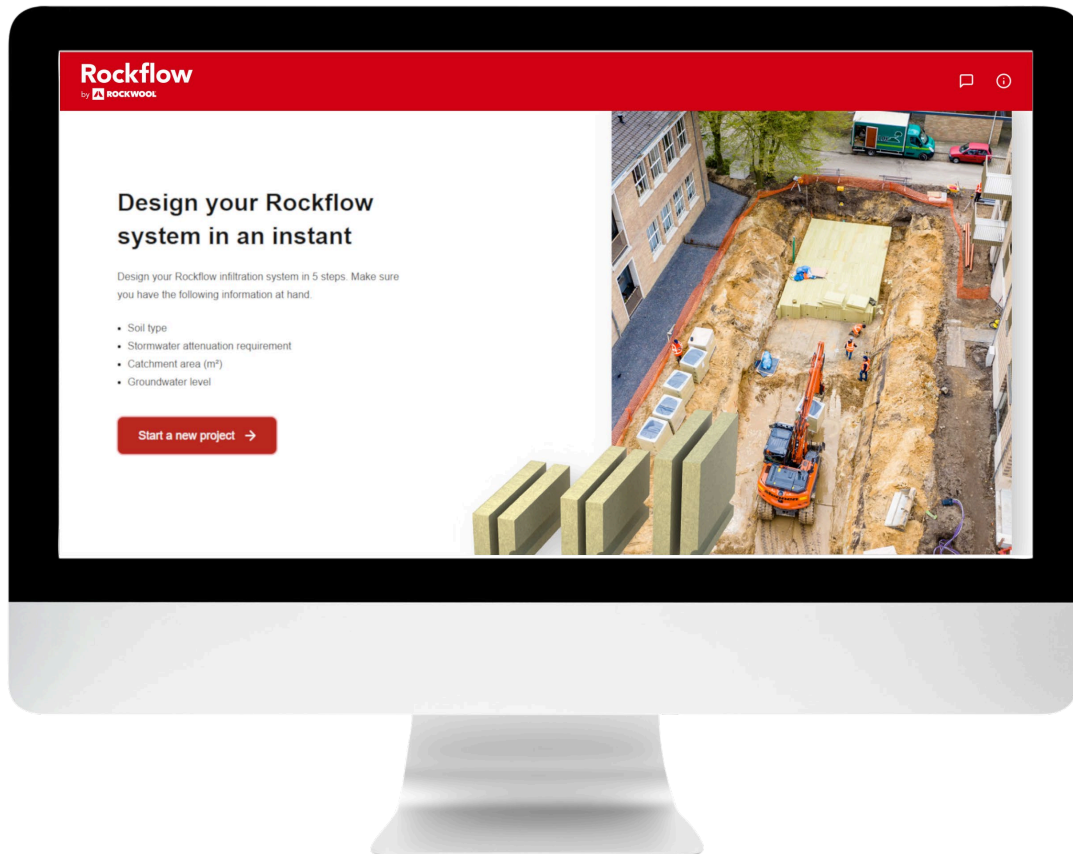 Rockflow
by ROCKWOOL
Design your Rockflow
system in an instant
Design your Rockflow infiltration system in 5 steps. Make sure
you have the following information at hand.
• Soil type
• Stormwater attenuation requirement
• Catchment area (m²)
• Groundwater level
Start a new project →